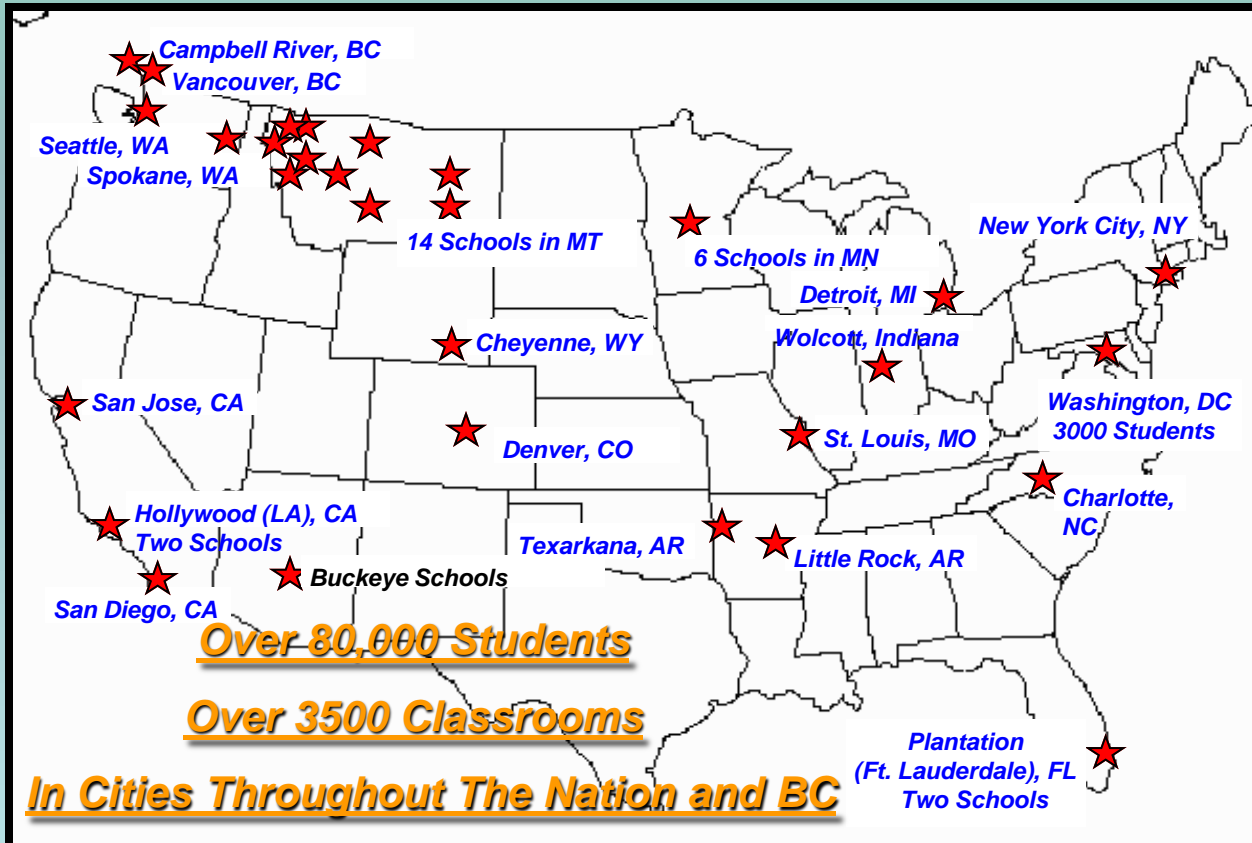 Campbell River, BC
Vancouver, BC
Seattle, WA
Spokane, WA
14 Schools in MT
6 Schools in MN
New York City, NY
Detroit, MI
Wolcott, Indiana
Cheyenne, WY
San Jose, CA
Denver, CO
St. Louis, MO
Washington, DC
3000 Students
Charlotte,
NC
Hollywood (LA), CA
Two Schools
Texarkana, AR
Little Rock, AR
Buckeye Schools
San Diego, CA
Over 80,000 Students
Over 3500 Classrooms
Plantation
(Ft. Lauderdale), FL
Two Schools
In Cities Throughout The Nation and BC